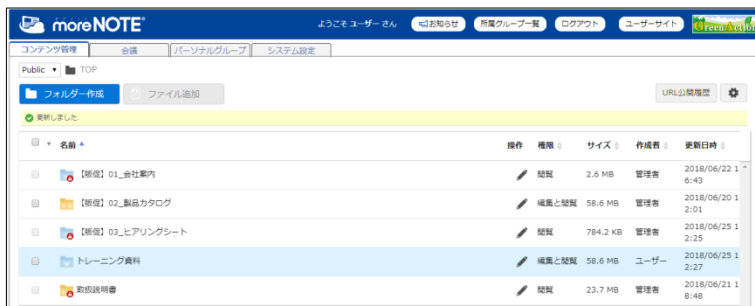 moreNOTE
ようこそ ユーザー さん お知らせ 所属グループ一覧 ログアウト ユーザーサイト Green Action
コンテンツ管理 会議 パーソナルグループ システム設定
Public TOP
フォルダー作成 ファイル追加 URL公開履歴
更新しました
名前 操作 権限 サイズ 作成者 更新日時
【販促】01_会社案内 閲覧 2.6 MB 管理者 2018/06/22 1
6:43
【販促】02_製品カタログ 編集と閲覧 58.6 MB 管理者 2018/06/20 1
2:01
【販促】03_ヒアリングシート 閲覧 784.2 KB 管理者 2018/06/25 1
2:25
トレーニング資料 編集と閲覧 58.6 MB ユーザー 2018/06/25 1
2:27
取扱説明書 閲覧 23.7 MB 管理者 2018/06/21 1
8:48